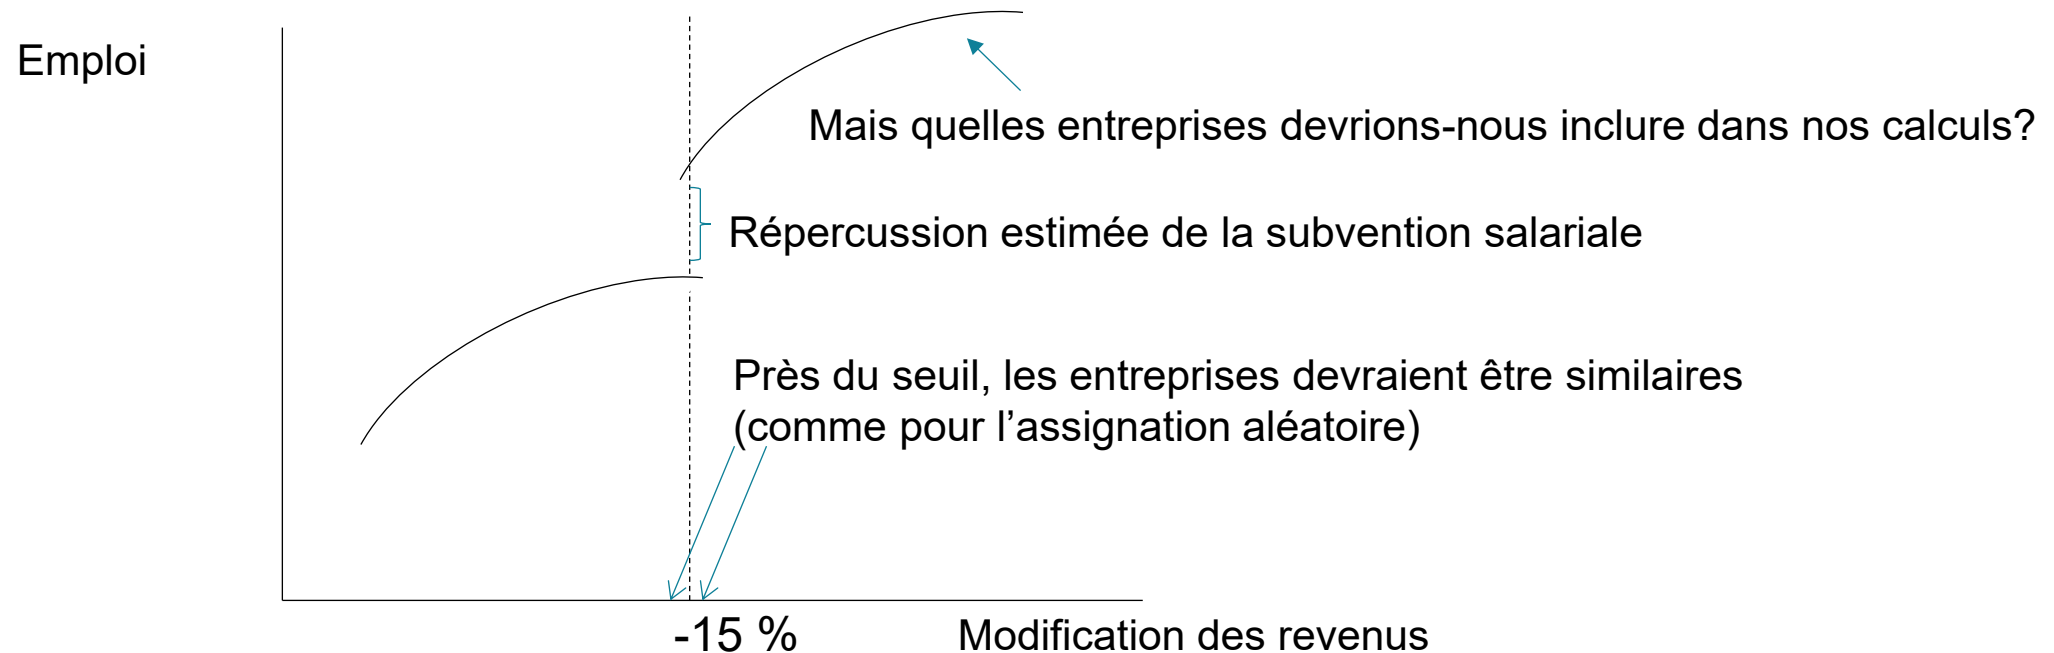 Emploi
Mais quelles entreprises devrions-nous inclure dans nos calculs?
Répercussion estimée de la subvention salariale
Près du seuil, les entreprises devraient être similaires
(comme pour l’assignation aléatoire)
-15 %
Modification des revenus